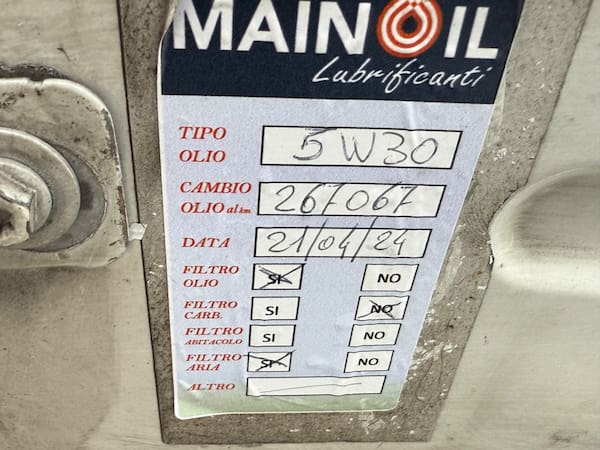 MAINOIL
Lubrificanti
TIPO OLIO 5W30
CAMBIO OLIO al km. 267067
DATA 21/04/24
FILTRO OLIO SI NO
FILTRO CARB. SI NO
FILTRO ABITACOLO SI NO
FILTRO ARIA SI NO
ALTRO